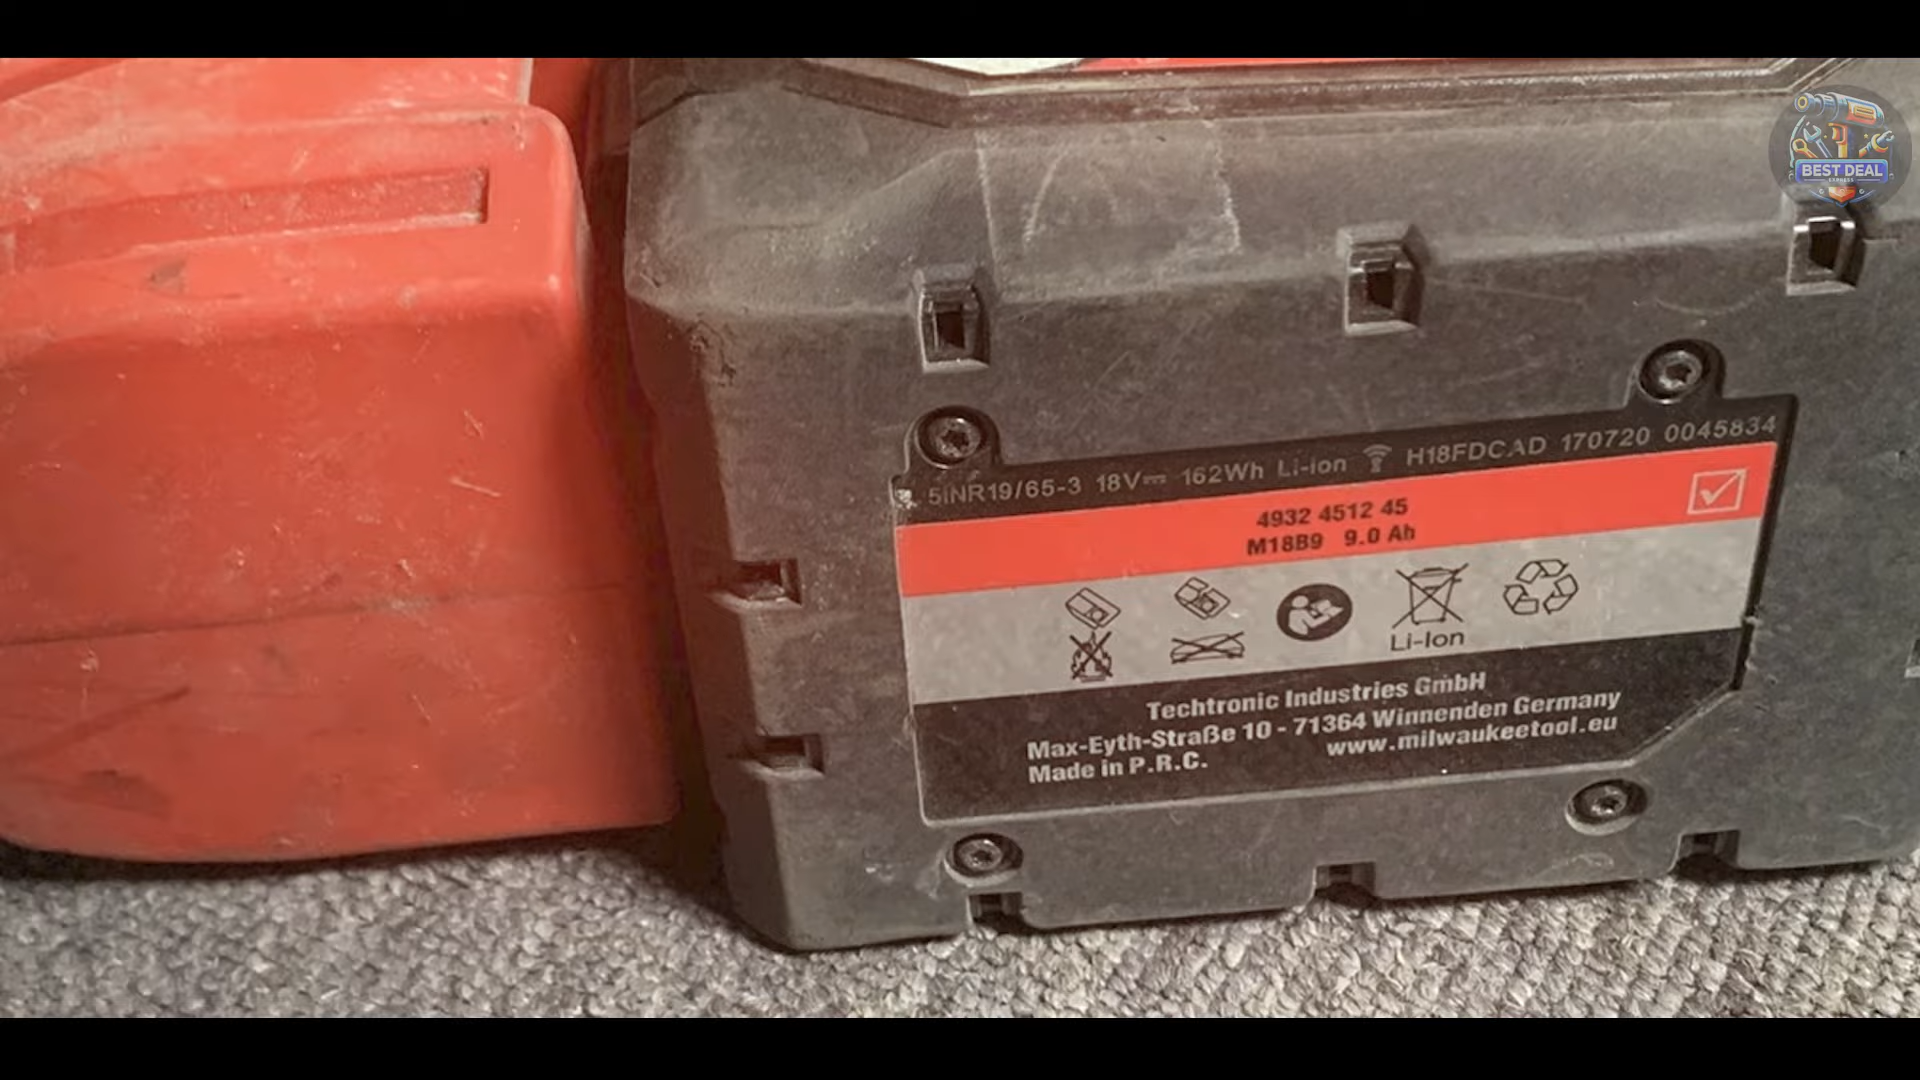 BEST DEAL
EXPRESS
5INR19/65-3 18V 162Wh Li-ion H18FDCAD 170720 0045834
4932 4512 45
M18B9 9.0 Ah
Li-Ion
Techtronic Industries GmbH
Max-Eyth-Straße 10 - 71364 Winnenden Germany
www.milwaukeetool.eu
Made in P.R.C.